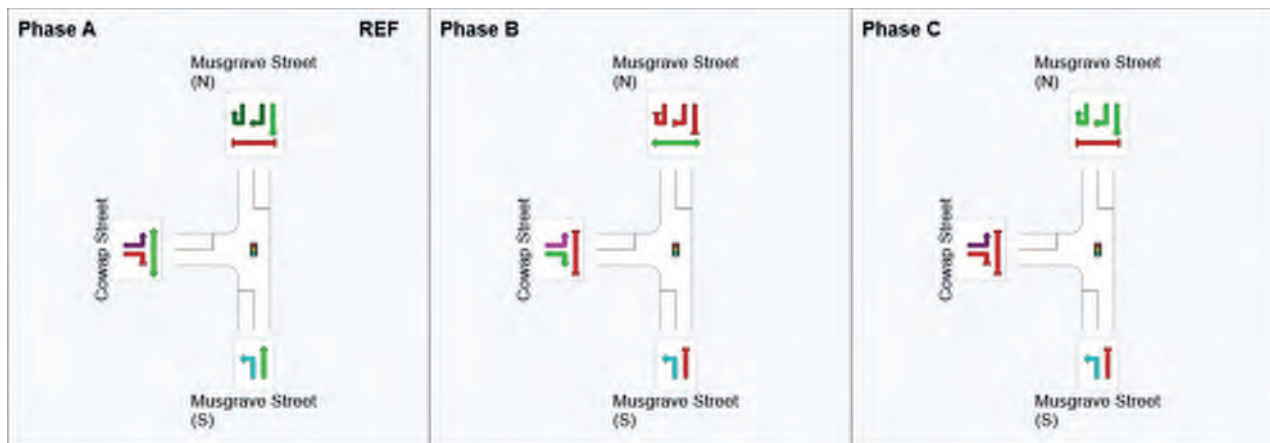 Phase A REF
Musgrave Street
(N)
Cowap Street
Musgrave Street
(S)
Phase B
Musgrave Street
(N)
Cowap Street
Musgrave Street
(S)
Phase C
Musgrave Street
(N)
Cowap Street
Musgrave Street
(S)